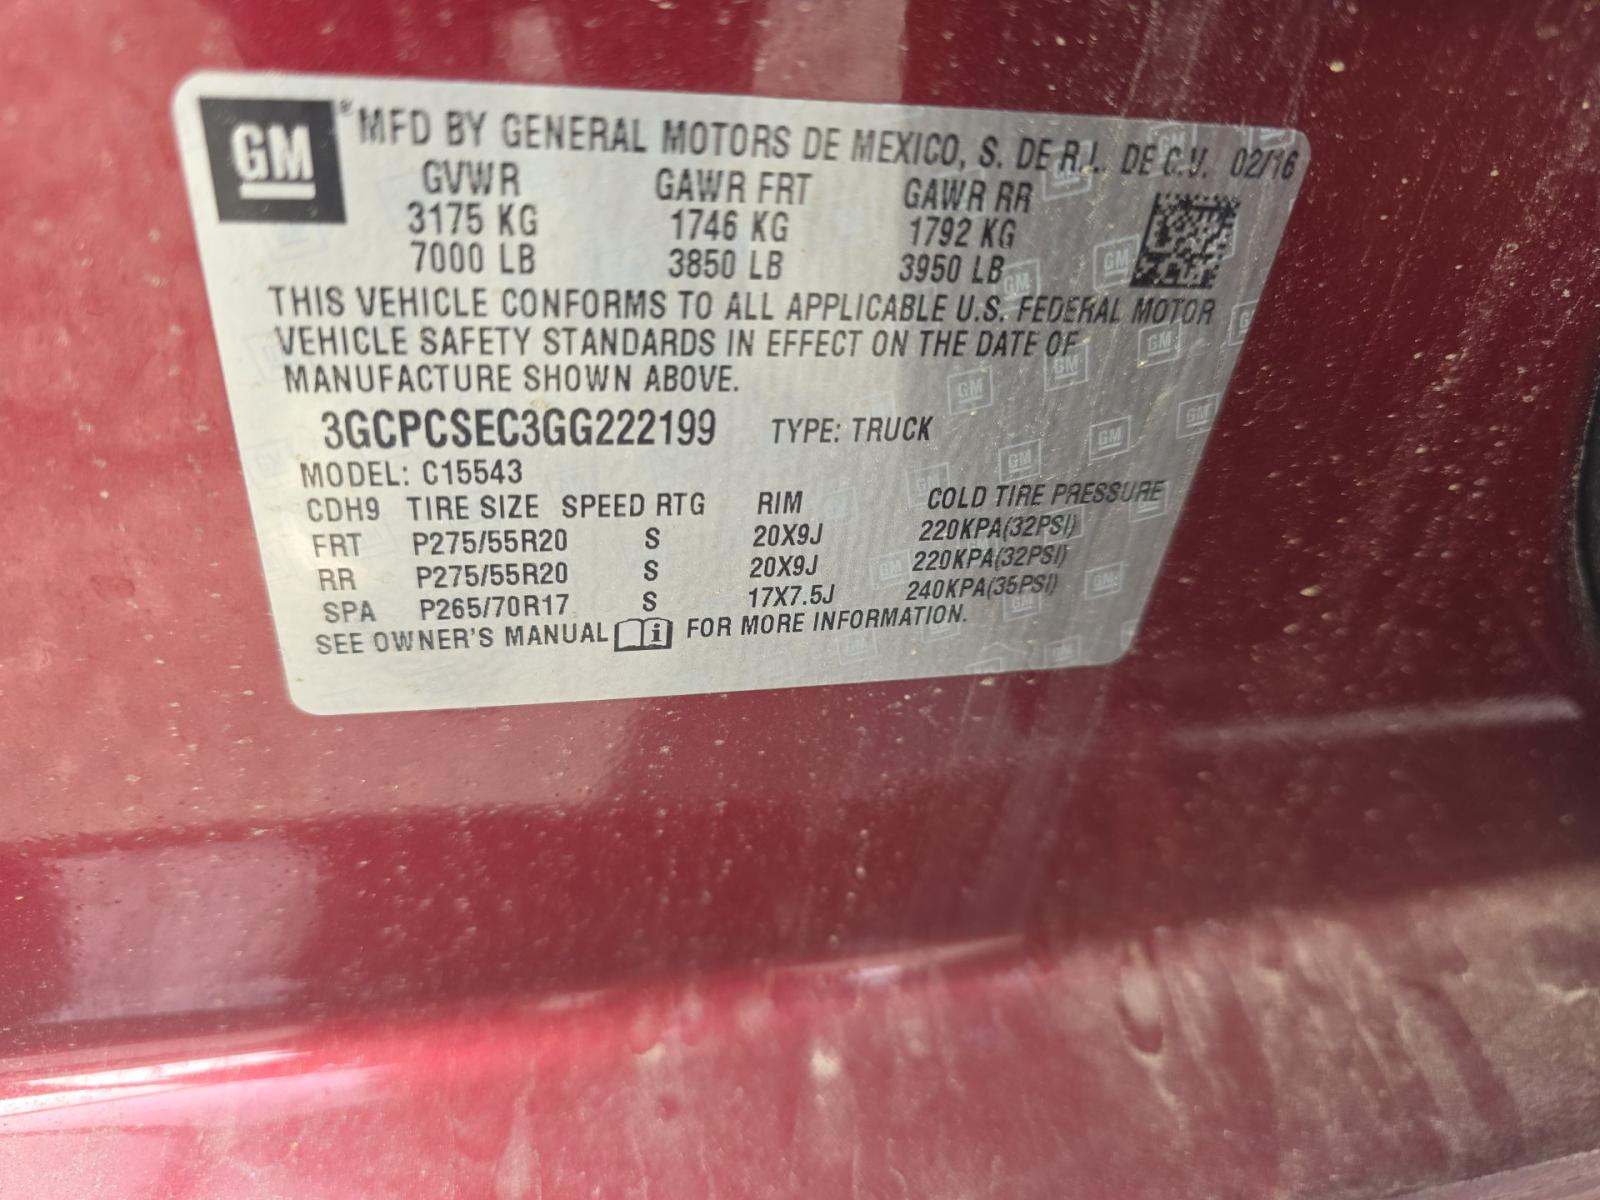 GM ® MFD BY GENERAL MOTORS DE MEXICO, S. DE R.L. DE C.V. 02/16
GVWR GAWR FRT GAWR RR
3175 KG 1746 KG 1792 KG
7000 LB 3850 LB 3950 LB
THIS VEHICLE CONFORMS TO ALL APPLICABLE U.S. FEDERAL MOTOR
VEHICLE SAFETY STANDARDS IN EFFECT ON THE DATE OF
MANUFACTURE SHOWN ABOVE.
3GCPCSEC3GG222199 TYPE: TRUCK
MODEL: C15543
CDH9 TIRE SIZE SPEED RTG RIM COLD TIRE PRESSURE
FRT P275/55R20 S 20X9J 220KPA(32PSI)
RR P275/55R20 S 20X9J 220KPA(32PSI)
SPA P265/70R17 S 17X7.5J 240KPA(35PSI)
SEE OWNER'S MANUAL FOR MORE INFORMATION.